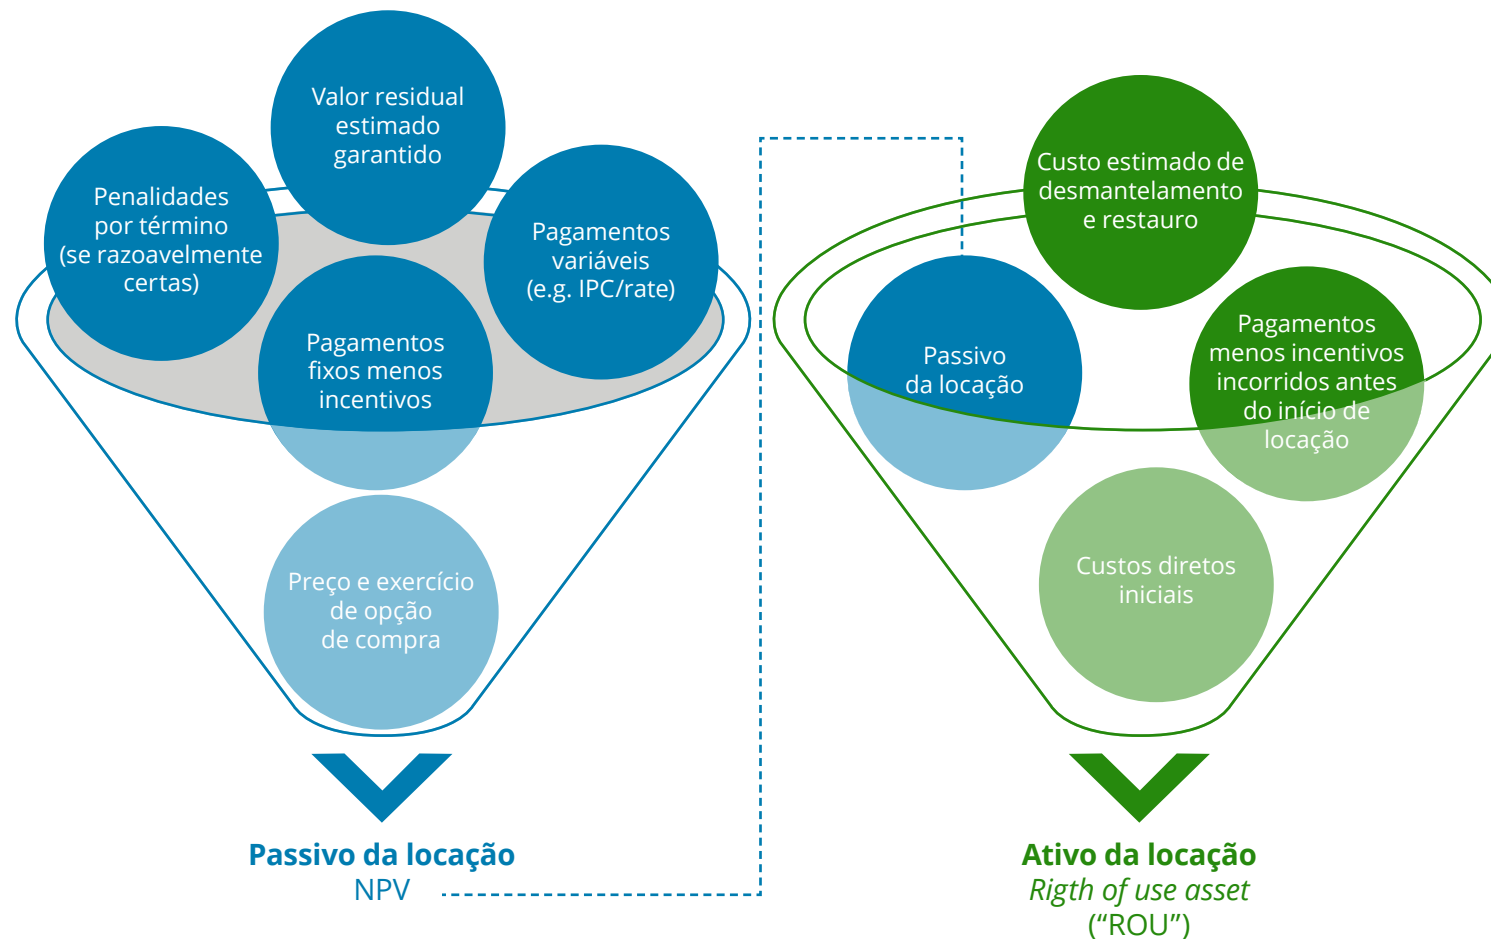 Valor residual
estimado
garantido
Penalidades
por término
(se razoavelmente
certas)
Pagamentos
variáveis
(e.g. IPC/rate)
Pagamentos
fixos menos
incentivos
Preço e exercício
de opção
de compra
Passivo da locação
NPV
Custo estimado de
desmantelamento
e restauro
Passivo
da locação
Pagamentos
menos incentivos
incorridos antes
do início de
locação
Custos diretos
iniciais
Ativo da locação
Rigth of use asset
(“ROU”)